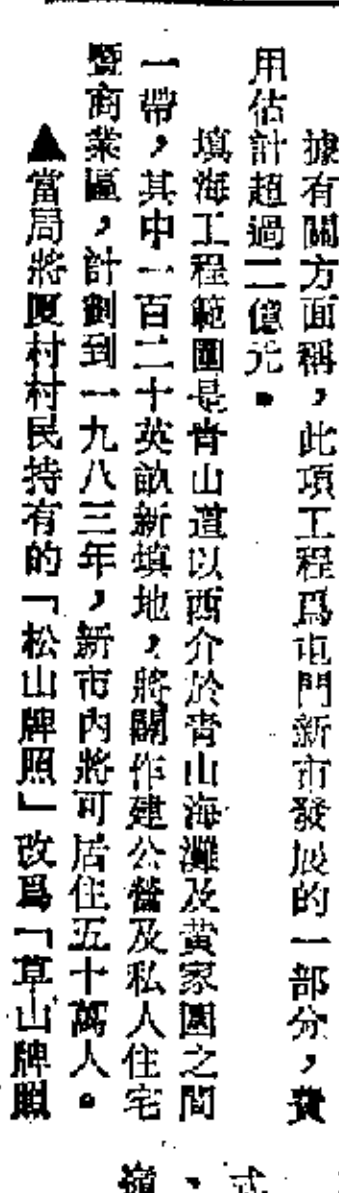 據有關方面稱，此項工程爲屯門新市發展的一部分，費
用估計超過二億元。
填海工程範圍是青山道以西介於青山海灘及黃家圍之間
一帶，其中一百二十英畝新填地，將闢作建公營及私人住宅
暨商業區，計劃到一九八三年，新市內將可居住五十萬人。
▲當局將厦村村民持有的「松山牌照」改爲「草山牌照